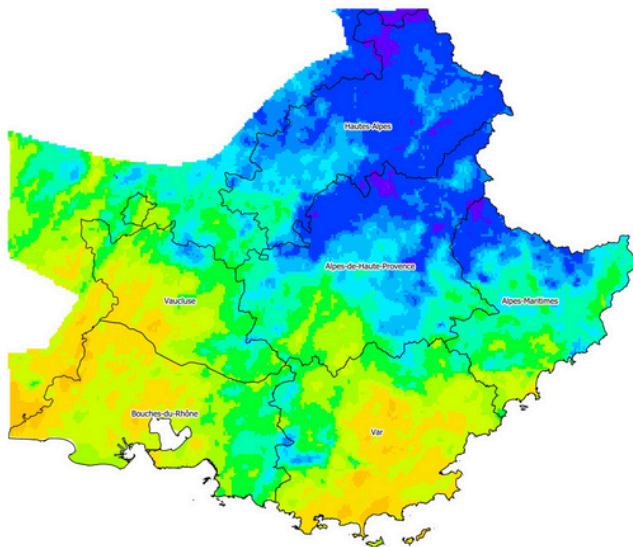 Hautes-Alpes
Alpes-de-Haute-Provence
Vaucluse
Alpes-Maritimes
Bouches-du-Rhône
Var